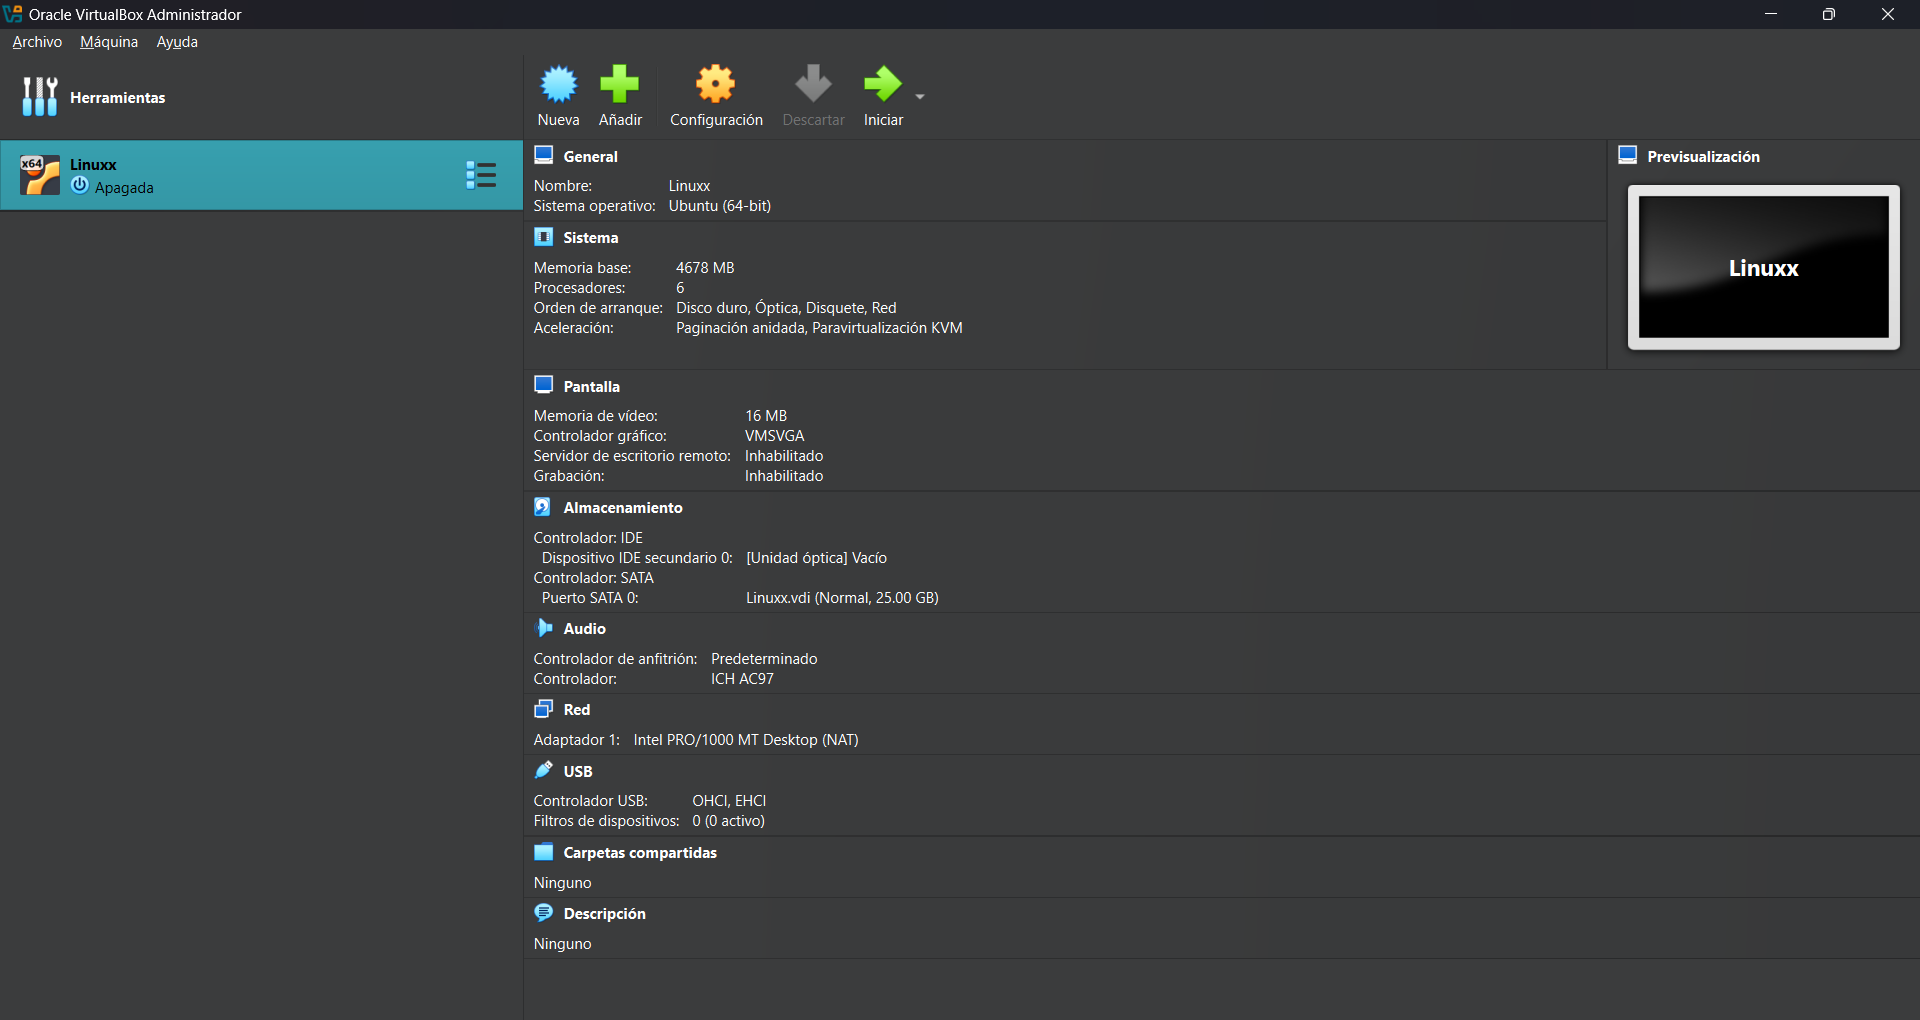 Oracle VirtualBox Administrador
Archivo Máquina Ayuda
Herramientas
Nueva Añadir Configuración Descartar Iniciar
x64
Linuxx
Apagada
General
Nombre: Linuxx
Sistema operativo: Ubuntu (64-bit)
Previsualización
Linuxx
Sistema
Memoria base: 4678 MB
Procesadores: 6
Orden de arranque: Disco duro, Óptica, Disquete, Red
Aceleración: Paginación anidada, Paravirtualización KVM
Pantalla
Memoria de vídeo: 16 MB
Controlador gráfico: VMSVGA
Servidor de escritorio remoto: Inhabilitado
Grabación: Inhabilitado
Almacenamiento
Controlador: IDE
Dispositivo IDE secundario 0: [Unidad óptica] Vacío
Controlador: SATA
Puerto SATA 0: Linuxx.vdi (Normal, 25.00 GB)
Audio
Controlador de anfitrión: Predeterminado
Controlador: ICH AC97
Red
Adaptador 1: Intel PRO/1000 MT Desktop (NAT)
USB
Controlador USB: OHCI, EHCI
Filtros de dispositivos: 0 (0 activo)
Carpetas compartidas
Ninguno
Descripción
Ninguno